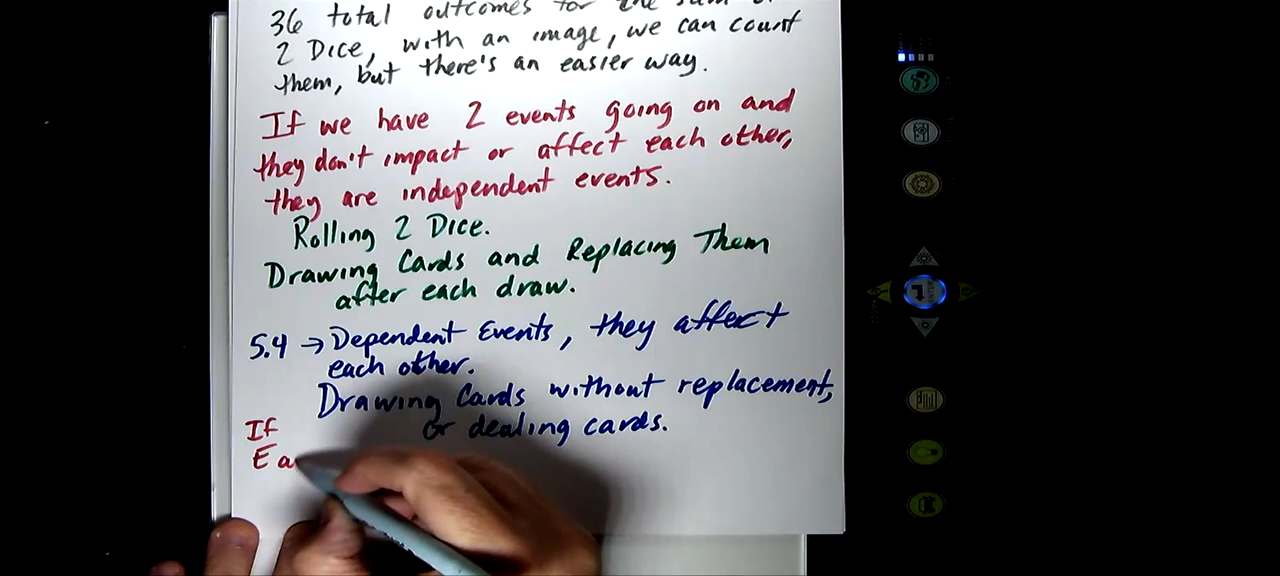 36 total outcomes for the sum of
2 Dice, with an image, we can count
them, but there's an easier way.
If we have 2 events going on and
they don't impact or affect each other,
they are independent events.
Rolling 2 Dice.
Drawing Cards and Replacing Them
after each draw.
5.4 → Dependent Events, they affect
each other.
Drawing Cards without replacement,
or dealing cards.
If
Ea